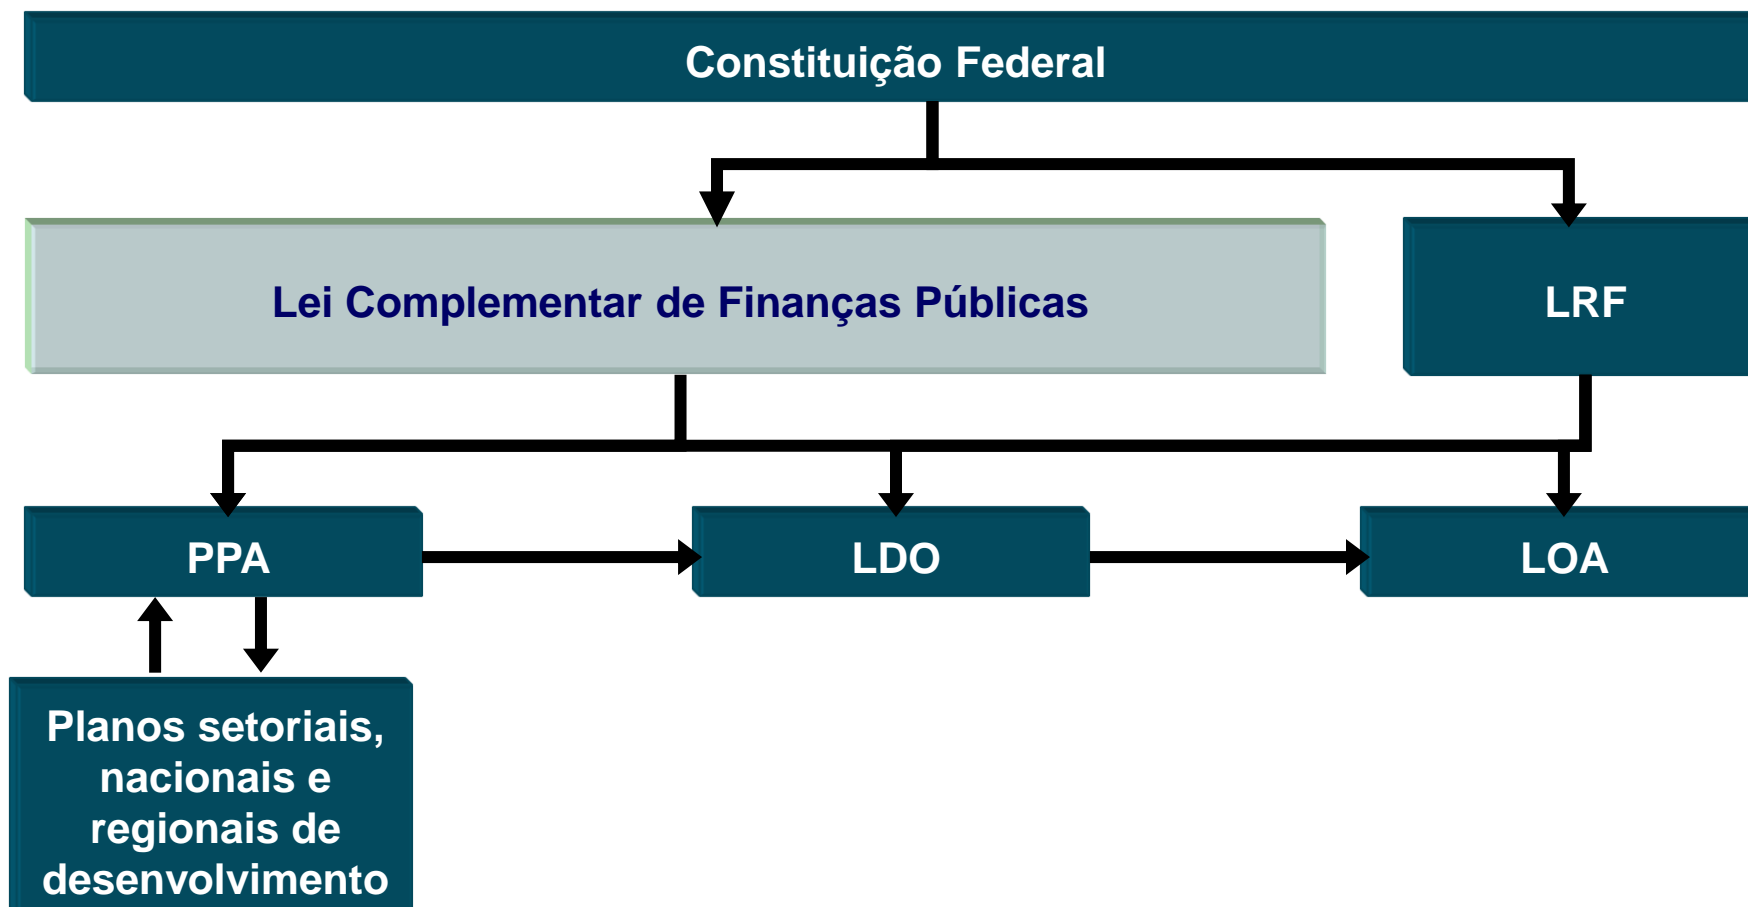 Constituição Federal
Lei Complementar de Finanças Públicas
LRF
PPA
LDO
LOA
Planos setoriais,
nacionais e
regionais de
desenvolvimento